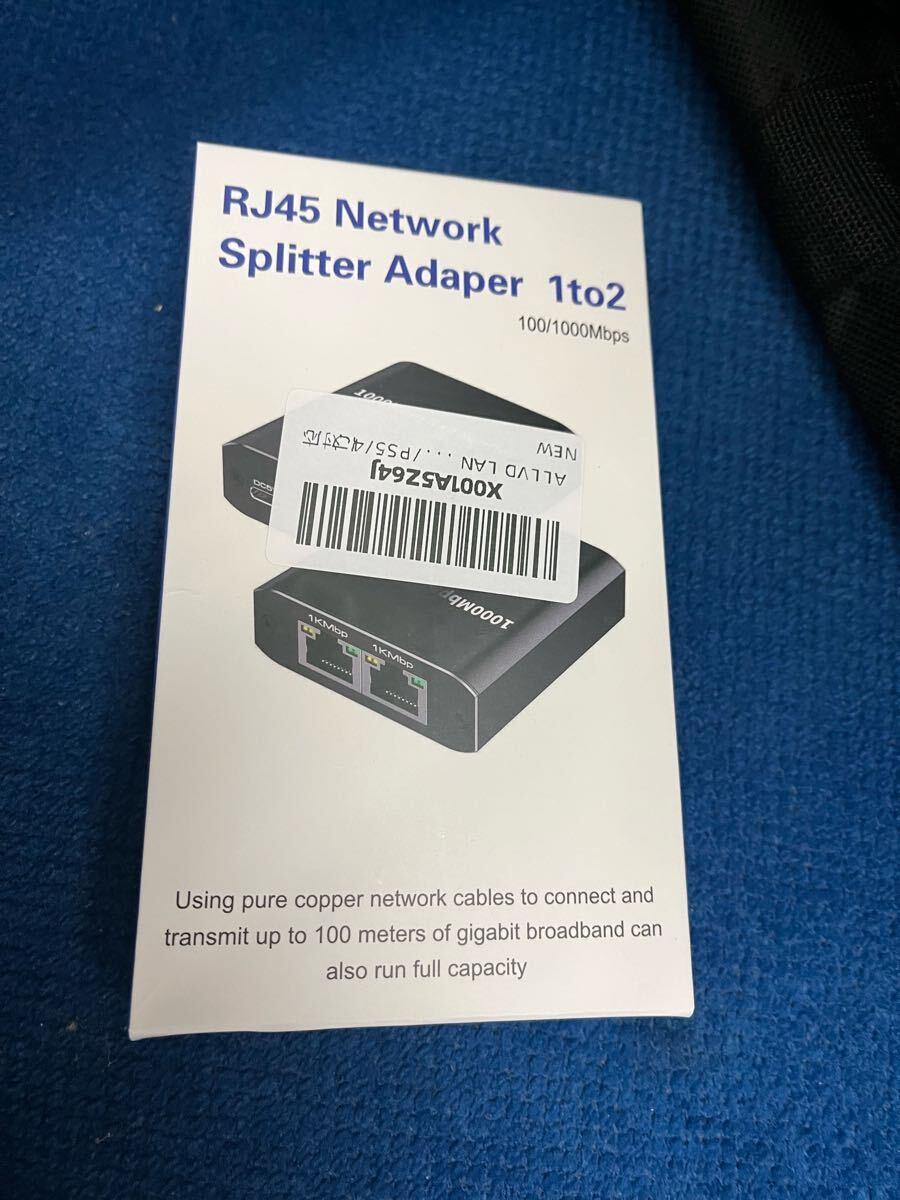 RJ45 Network
Splitter Adaper 1to2
100/1000Mbps
X001A5Z64J
ALLVD LAN ... /PS5/4対応
NEW
1000Mbp
1KMbp
1KMbp
Using pure copper network cables to connect and
transmit up to 100 meters of gigabit broadband can
also run full capacity